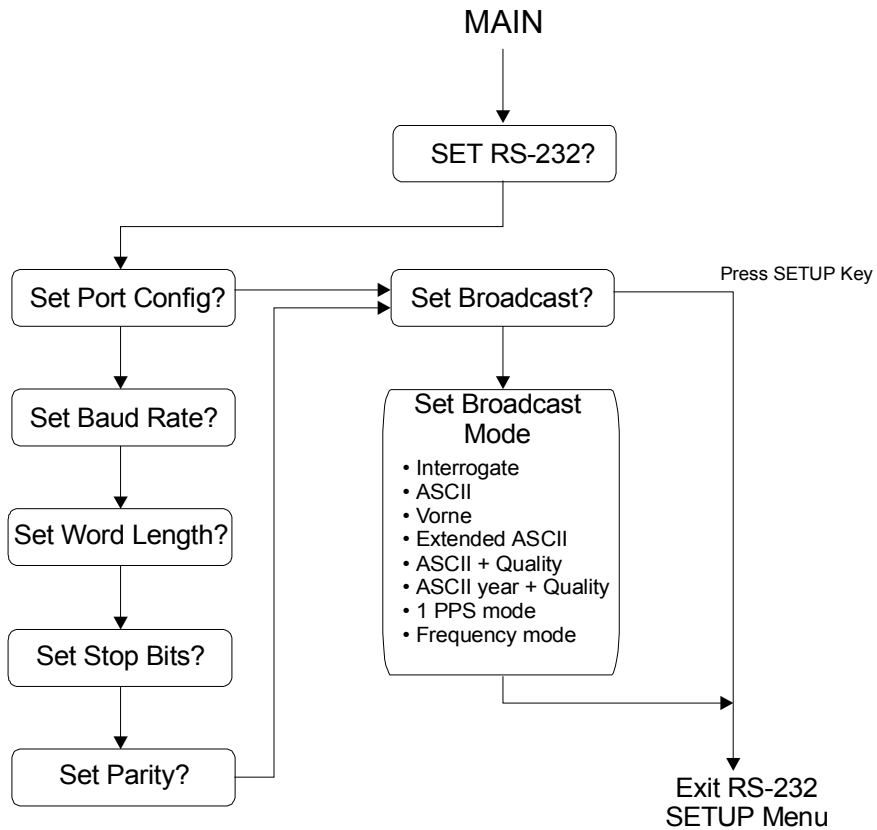 MAIN
SET RS-232?
Set Port Config?
Set Broadcast?
Press SETUP Key
Set Baud Rate?
Set Word Length?
Set Stop Bits?
Set Parity?
Set Broadcast
Mode
• Interrogate
• ASCII
• Vorne
• Extended ASCII
• ASCII + Quality
• ASCII year + Quality
• 1 PPS mode
• Frequency mode
Exit RS-232
SETUP Menu